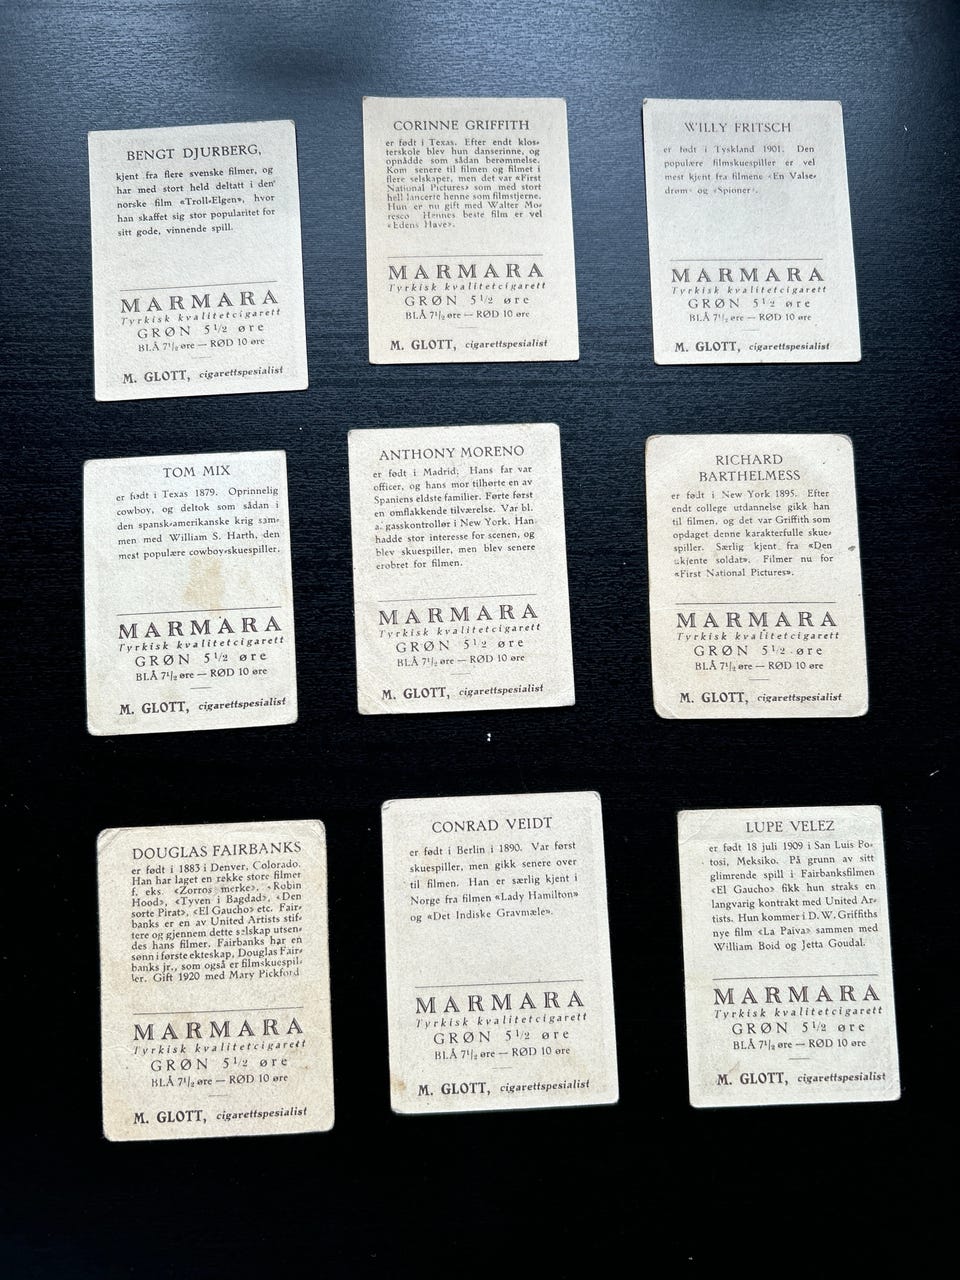 BENGT DJURBERG,
kjent fra flere svenske filmer, og
har med stort held deltatt i den
norske film «Troll-Elgen», hvor
han skaffet sig stor popularitet for
sitt gode, vinnende spill.
MARMARA
Tyrkisk kvalitetcigarett
GRØN 5 1/2 øre
BLÅ 7 1/2 øre — RØD 10 øre
M. GLOTT, cigarettspesialist
CORINNE GRIFFITH
er født i Texas. Efter endt klos-
terskole blev hun danserinne, og
opnådde som sådan berømmelse.
Kom senere til filmen og filmet i
flere selskaper, men det var «First
National Pictures» som med stort
hell lancerte henne som filmstjerne.
Hun er nu gift med Walter Mo-
resco Hennes beste film er vel
«Edens Have».
MARMARA
Tyrkisk kvalitetcigarett
GRØN 5 1/2 øre
BLÅ 7 1/2 øre — RØD 10 øre
M. GLOTT, cigarettspesialist
WILLY FRITSCH
er født i Tyskland 1901. Den
populære filmskuespiller er vel
mest kjent fra filmene «En Valse-
drøm» og «Spioner».
MARMARA
Tyrkisk kvalitetcigarett
GRØN 5 1/2 øre
BLÅ 7 1/2 øre — RØD 10 øre
M. GLOTT, cigarettspesialist
TOM MIX
er født i Texas 1879. Oprinnelig
cowboy, og deltok som sådan i
den spansk-amerikanske krig sam-
men med William S. Harth, den
mest populære cowboy-skuespiller.
MARMARA
Tyrkisk kvalitetcigarett
GRØN 5 1/2 øre
BLÅ 7 1/2 øre — RØD 10 øre
M. GLOTT, cigarettspesialist
ANTHONY MORENO
er født i Madrid. Hans far var
officer, og hans mor tilhørte en av
Spaniens eldste familier. Førte først
en omflakkende tilværelse. Var bl.
a. gasskontrollør i New York. Han
hadde stor interesse for scenen, og
blev skuespiller, men blev senere
erobret for filmen.
MARMARA
Tyrkisk kvalitetcigarett
GRØN 5 1/2 øre
BLÅ 7 1/2 øre — RØD 10 øre
M. GLOTT, cigarettspesialist
RICHARD
BARTHELMESS
er født i New York 1895. Efter
endt college utdannelse gikk han
til filmen, og det var Griffith som
opdaget denne karakterfulle skue-
spiller. Særlig kjent fra «Den
ukjente soldat». Filmer nu for
«First National Pictures».
MARMARA
Tyrkisk kvalitetcigarett
GRØN 5 1/2 øre
BLÅ 7 1/2 øre — RØD 10 øre
M. GLOTT, cigarettspesialist
DOUGLAS FAIRBANKS
er født i 1883 i Denver, Colorado.
Han har laget en rekke store filmer
f. eks. «Zorros merke», «Robin
Hood», «Tyven i Bagdad», «Den
sorte Pirat», «El Gaucho» etc. Fair-
banks er en av United Artists stif-
tere og gjennem dette selskap utsen-
des hans filmer. Fairbanks har en
sønn i første ekteskap, Douglas Fair-
banks jr., som også er filmskuespil-
ler. Gift 1920 med Mary Pickford
MARMARA
Tyrkisk kvalitetcigarett
GRØN 5 1/2 øre
BLÅ 7 1/2 øre — RØD 10 øre
M. GLOTT, cigarettspesialist
CONRAD VEIDT
er født i Berlin i 1890. Var først
skuespiller, men gikk senere over
til filmen. Han er særlig kjent i
Norge fra filmen «Lady Hamilton»
og «Det Indiske Gravmæle».
MARMARA
Tyrkisk kvalitetcigarett
GRØN 5 1/2 øre
BLÅ 7 1/2 øre — RØD 10 øre
M. GLOTT, cigarettspesialist
LUPE VELEZ
er født 18 juli 1909 i San Luis Po-
tosi, Meksiko. På grunn av sitt
glimrende spill i Fairbanksfilmen
«El Gaucho» fikk hun straks en
langvarig kontrakt med United Ar-
tists. Hun kommer i D. W. Griffiths
nye film «La Paiva» sammen med
William Boid og Jetta Goudal.
MARMARA
Tyrkisk kvalitetcigarett
GRØN 5 1/2 øre
BLÅ 7 1/2 øre — RØD 10 øre
M. GLOTT, cigarettspesialist